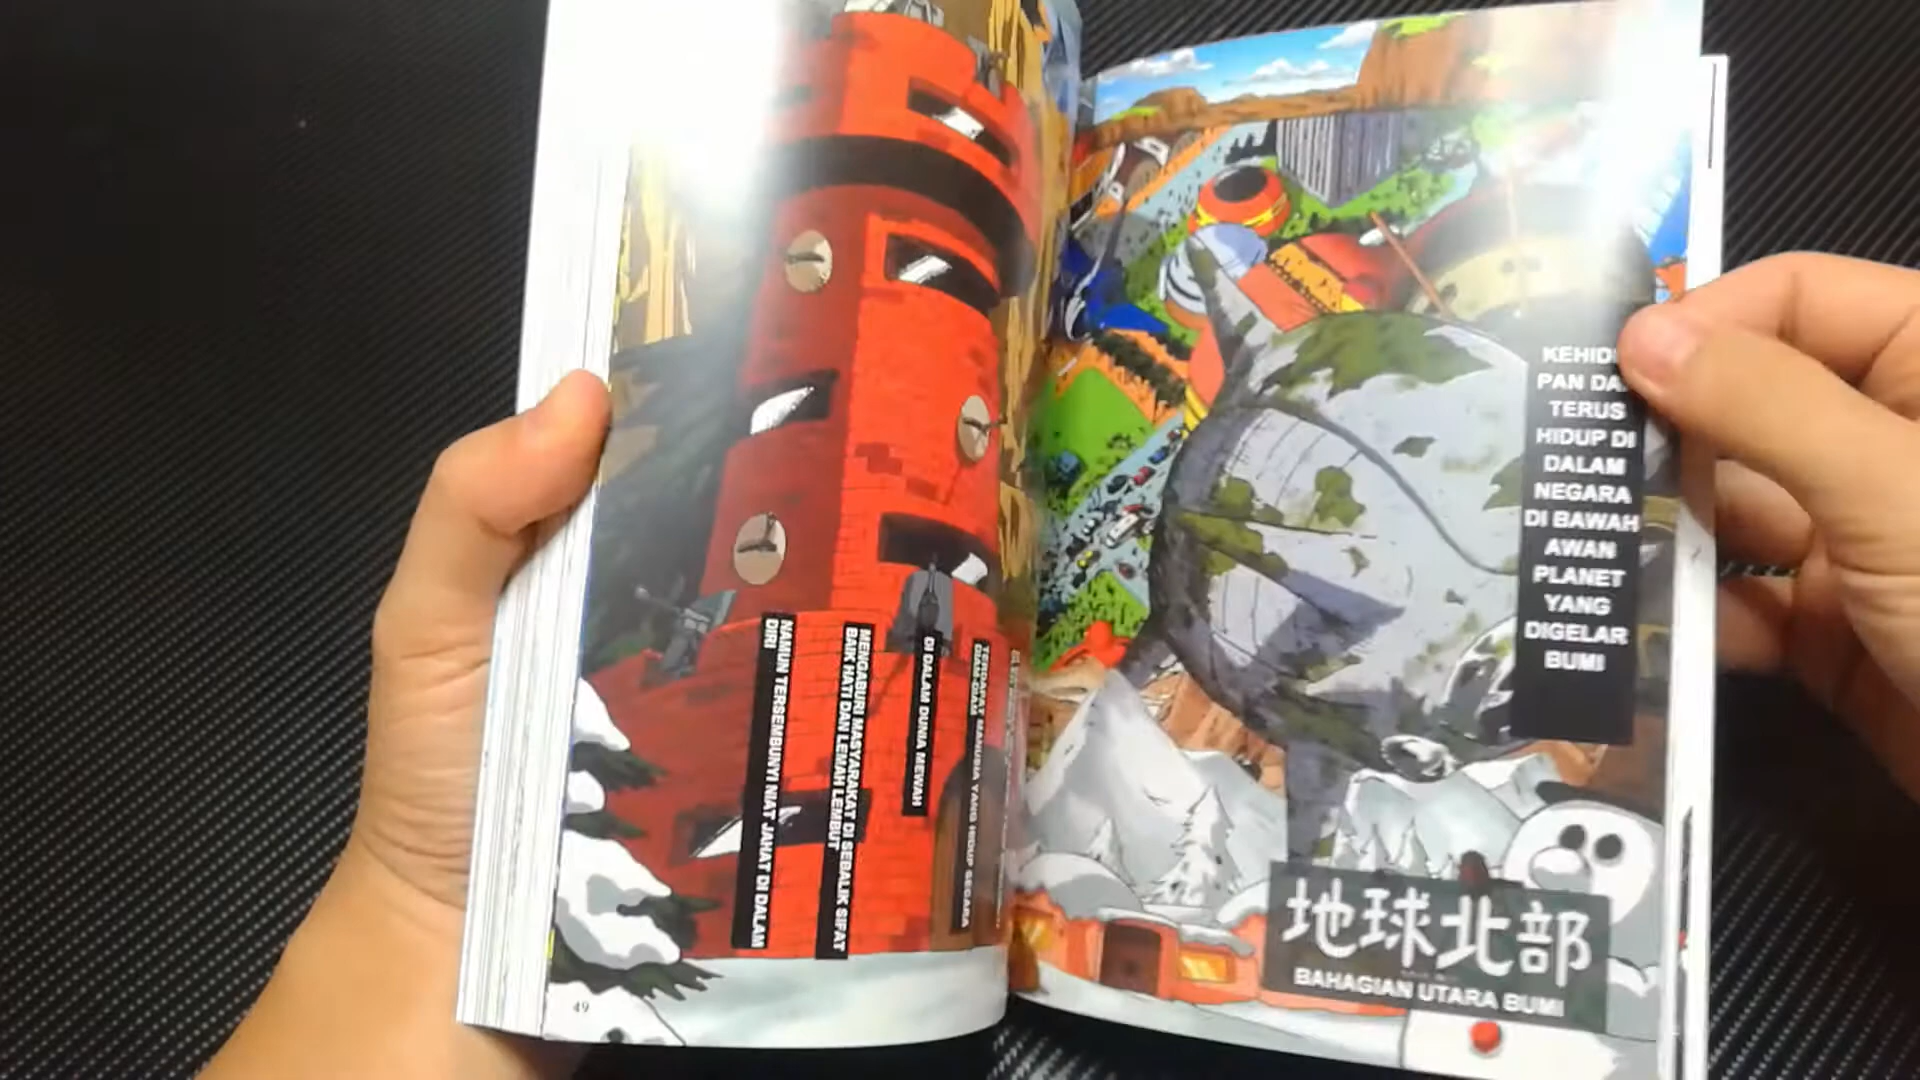 KEHIDU
PAN DA
TERUS
HIDUP DI
DALAM
NEGARA
DI BAWAH
AWAN
PLANET
YANG
DIGELAR
BUMI
地球北部
BAHAGIAN UTARA BUMI
TERDAPAT MANUSIA YANG HIDUP SECARA
DIAM-DIAM
DI DALAM DUNIA MEWAH
MENGABURI MASYARAKAT DI SEBALIK SIFAT
BAIK HATI DAN LEMAH LEMBUT
NAMUN TERSEMBUNYI NIAT JAHAT DI DALAM
DIRI
49